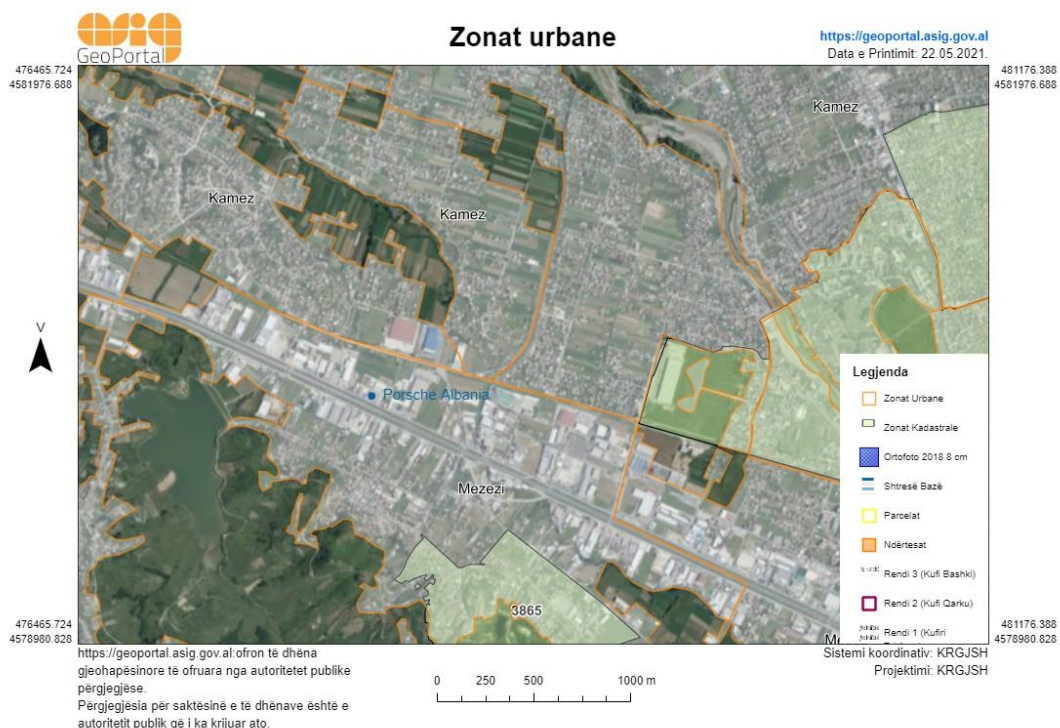 asig
GeoPortal
Zonat urbane
https://geoportal.asig.gov.al
Data e Printimit: 22.05.2021.
476465.724
4581976.688
481176.388
4581976.688
Kamez
Kamez
Kamez
V
Porsche Albania
Mezezi
3865
Legjenda
Zonat Urbane
Zonat Kadastrale
Ortofoto 2018 8 cm
Shtresë Bazë
Parcelat
Ndërtesat
Rendi 3 (Kufi Bashki)
Rendi 2 (Kufi Qarku)
Rendi 1 (Kufiri
476465.724
4578980.828
481176.388
4578980.828
https://geoportal.asig.gov.al:ofron të dhëna
gjeohapësinore të ofruara nga autoritetet publike
përgjegjëse.
Përgjegjësia për saktësinë e të dhënave është e
autoritetit publik që i ka krijuar ato.
0 250 500 1000 m
Sistemi koordinativ: KRGJSH
Projektimi: KRGJSH